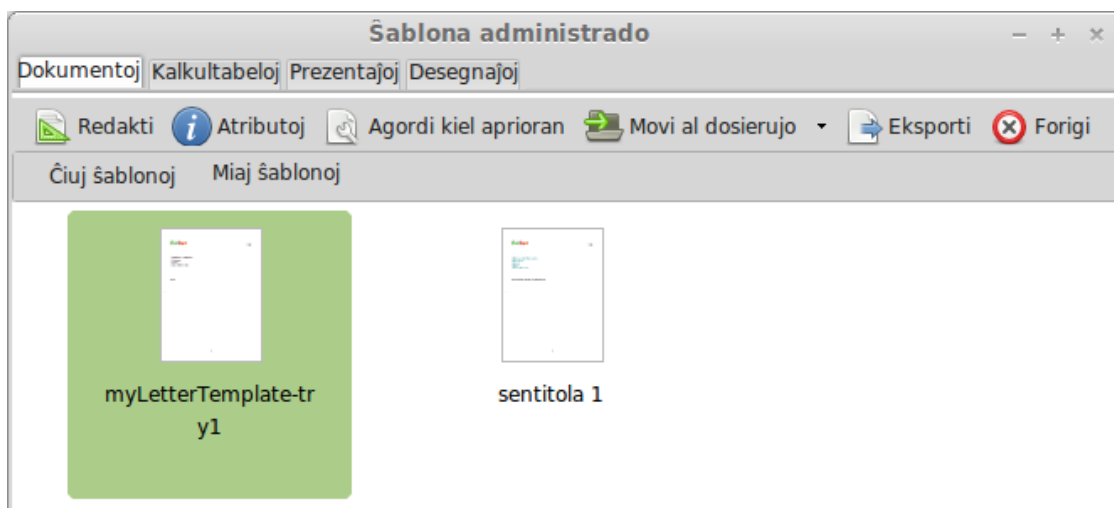 Ŝablona administrado
Dokumentoj Kalkultabeloj Prezentaĵoj Desegnaĵoj
Redakti Atributoj Agordi kiel aprioran Movi al dosierujo Eksporti Forigi
Ĉiuj ŝablonoj Miaj ŝablonoj
myLetterTemplate-tr
y1
sentitola 1